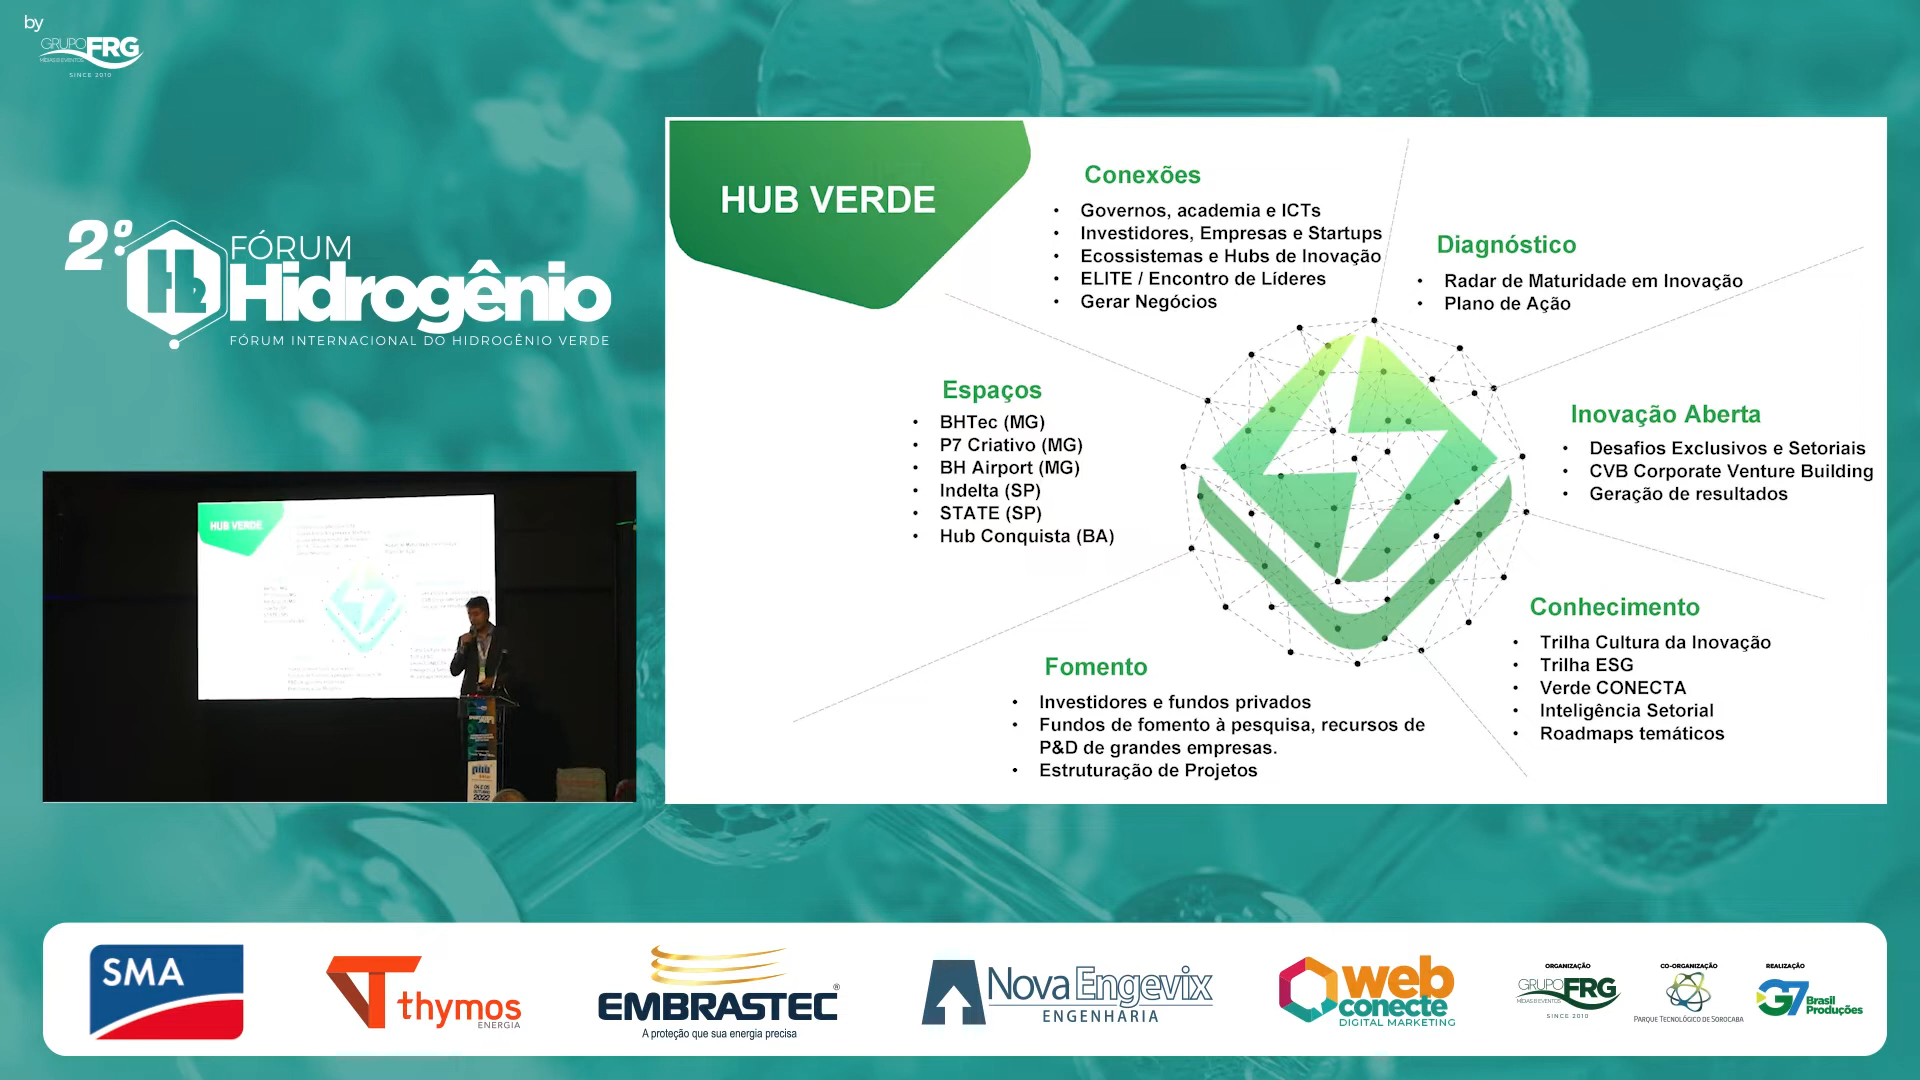 by
GRUPO FRG
MÍDIAS & EVENTOS
SINCE 2010
2º
FÓRUM
Hidrogênio
FÓRUM INTERNACIONAL DO HIDROGÊNIO VERDE
HUB VERDE
Conexões
• Governos, academia e ICTs
• Investidores, Empresas e Startups
• Ecossistemas e Hubs de Inovação
• ELITE / Encontro de Líderes
• Gerar Negócios
Diagnóstico
• Radar de Maturidade em Inovação
• Plano de Ação
Espaços
• BHTec (MG)
• P7 Criativo (MG)
• BH Airport (MG)
• Indelta (SP)
• STATE (SP)
• Hub Conquista (BA)
Inovação Aberta
• Desafios Exclusivos e Setoriais
• CVB Corporate Venture Building
• Geração de resultados
Conhecimento
• Trilha Cultura da Inovação
• Trilha ESG
• Verde CONECTA
• Inteligência Setorial
• Roadmaps temáticos
Fomento
• Investidores e fundos privados
• Fundos de fomento à pesquisa, recursos de
P&D de grandes empresas.
• Estruturação de Projetos
HUB VERDE
2022
SMA
thymos
ENERGIA
EMBRASTEC®
A proteção que sua energia precisa
Nova Engevix
ENGENHARIA
web
conecte
DIGITAL MARKETING
ORGANIZAÇÃO
GRUPO FRG
MÍDIAS & EVENTOS
SINCE 2010
CO-ORGANIZAÇÃO
PARQUE TECNOLÓGICO DE SOROCABA
REALIZAÇÃO
G7 Brasil
Produções